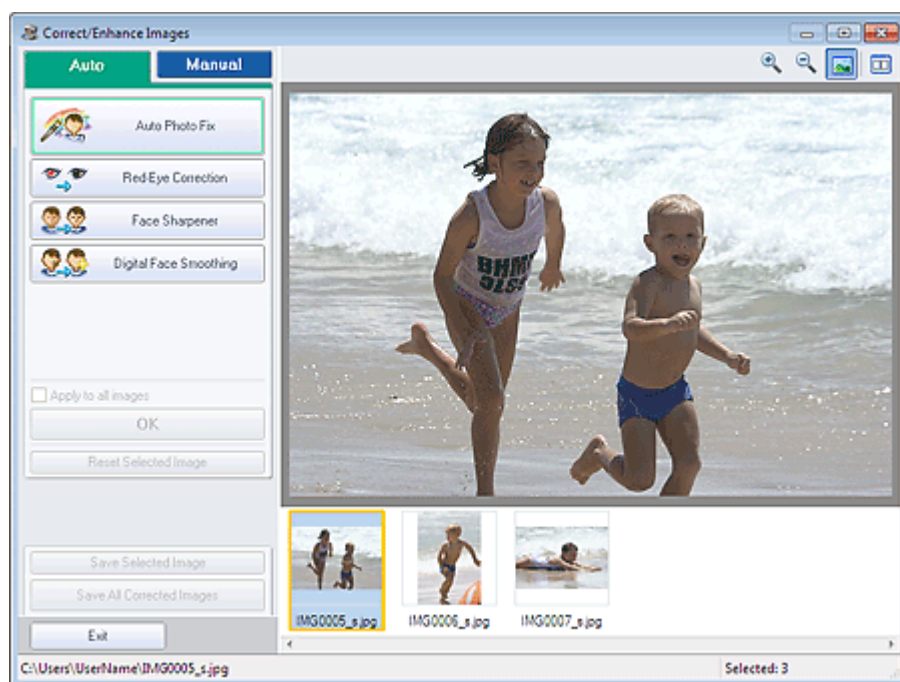 Correct/Enhance Images
Auto
Manual
Auto Photo Fix
Red-Eye Correction
Face Sharpener
Digital Face Smoothing
Apply to all images
OK
Reset Selected Image
Save Selected Image
Save All Corrected Images
Exit
IMG0005_s.jpg
IMG0006_s.jpg
IMG0007_s.jpg
C:\Users\UserName\IMG0005_s.jpg
Selected: 3